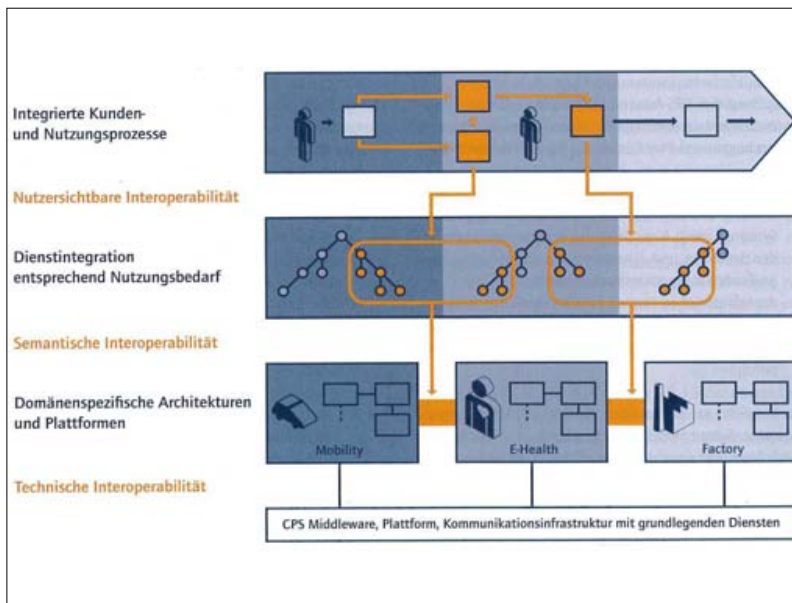 Integrierte Kunden-
und Nutzungsprozesse
Nutzersichtbare Interoperabilität
Dienstintegration
entsprechend Nutzungsbedarf
Semantische Interoperabilität
Domänenspezifische Architekturen
und Plattformen
Mobility
E-Health
Factory
Technische Interoperabilität
CPS Middleware, Plattform, Kommunikationsinfrastruktur mit grundlegenden Diensten